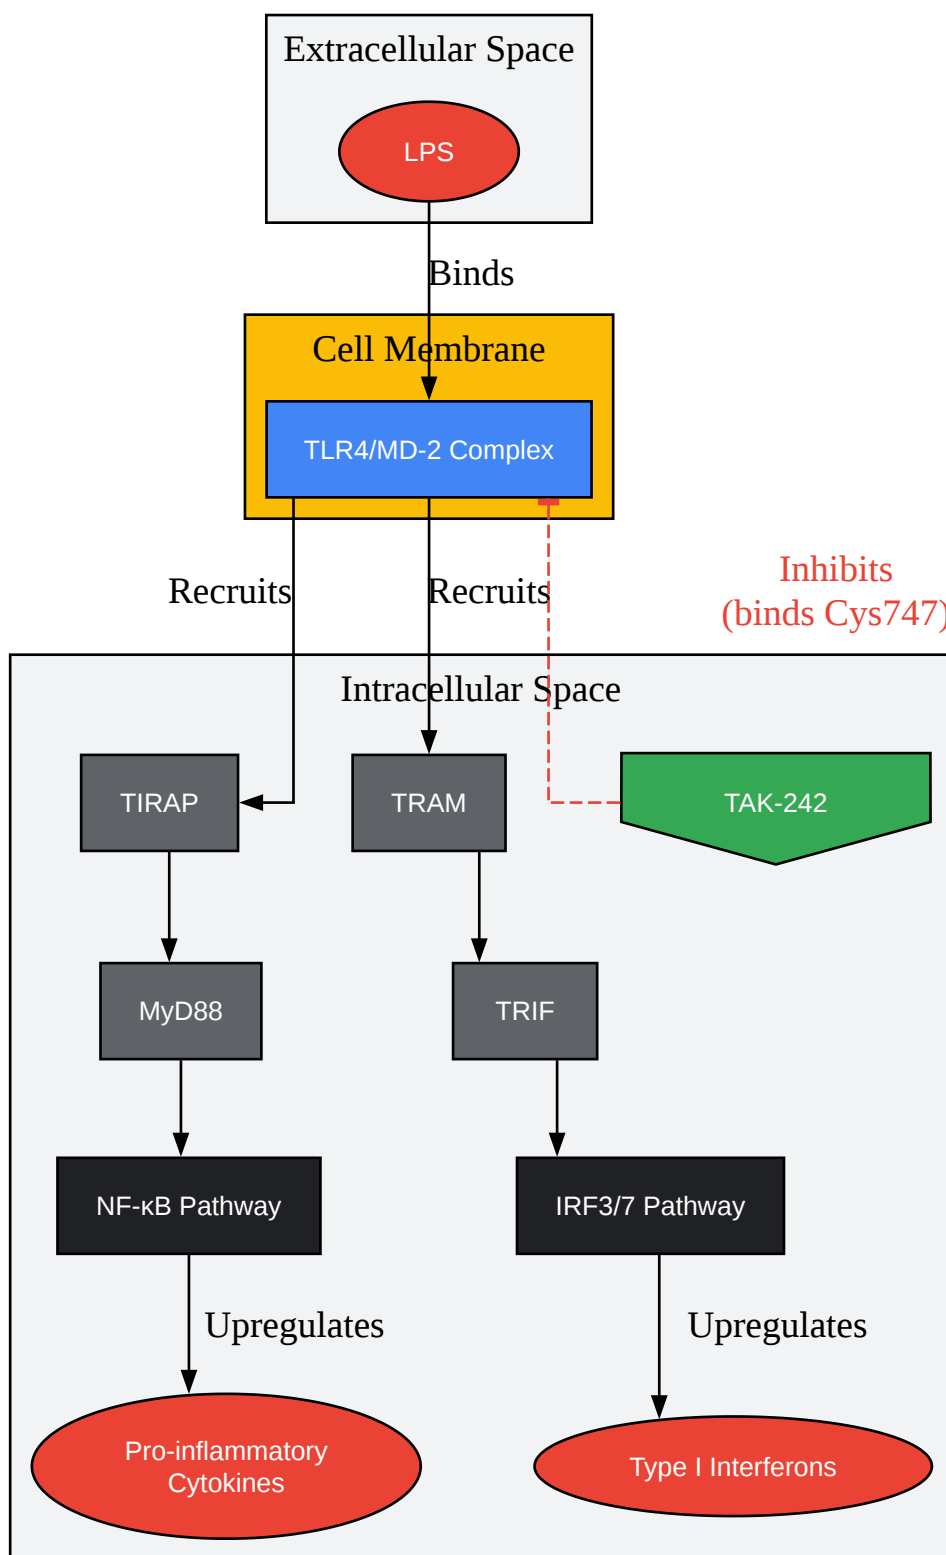 Extracellular Space
LPS
Binds
Cell Membrane
TLR4/MD-2 Complex
Recruits
Recruits
Inhibits
(binds Cys747)
Intracellular Space
TIRAP
TRAM
TAK-242
MyD88
TRIF
NF-κB Pathway
IRF3/7 Pathway
Upregulates
Upregulates
Pro-inflammatory
Cytokines
Type I Interferons